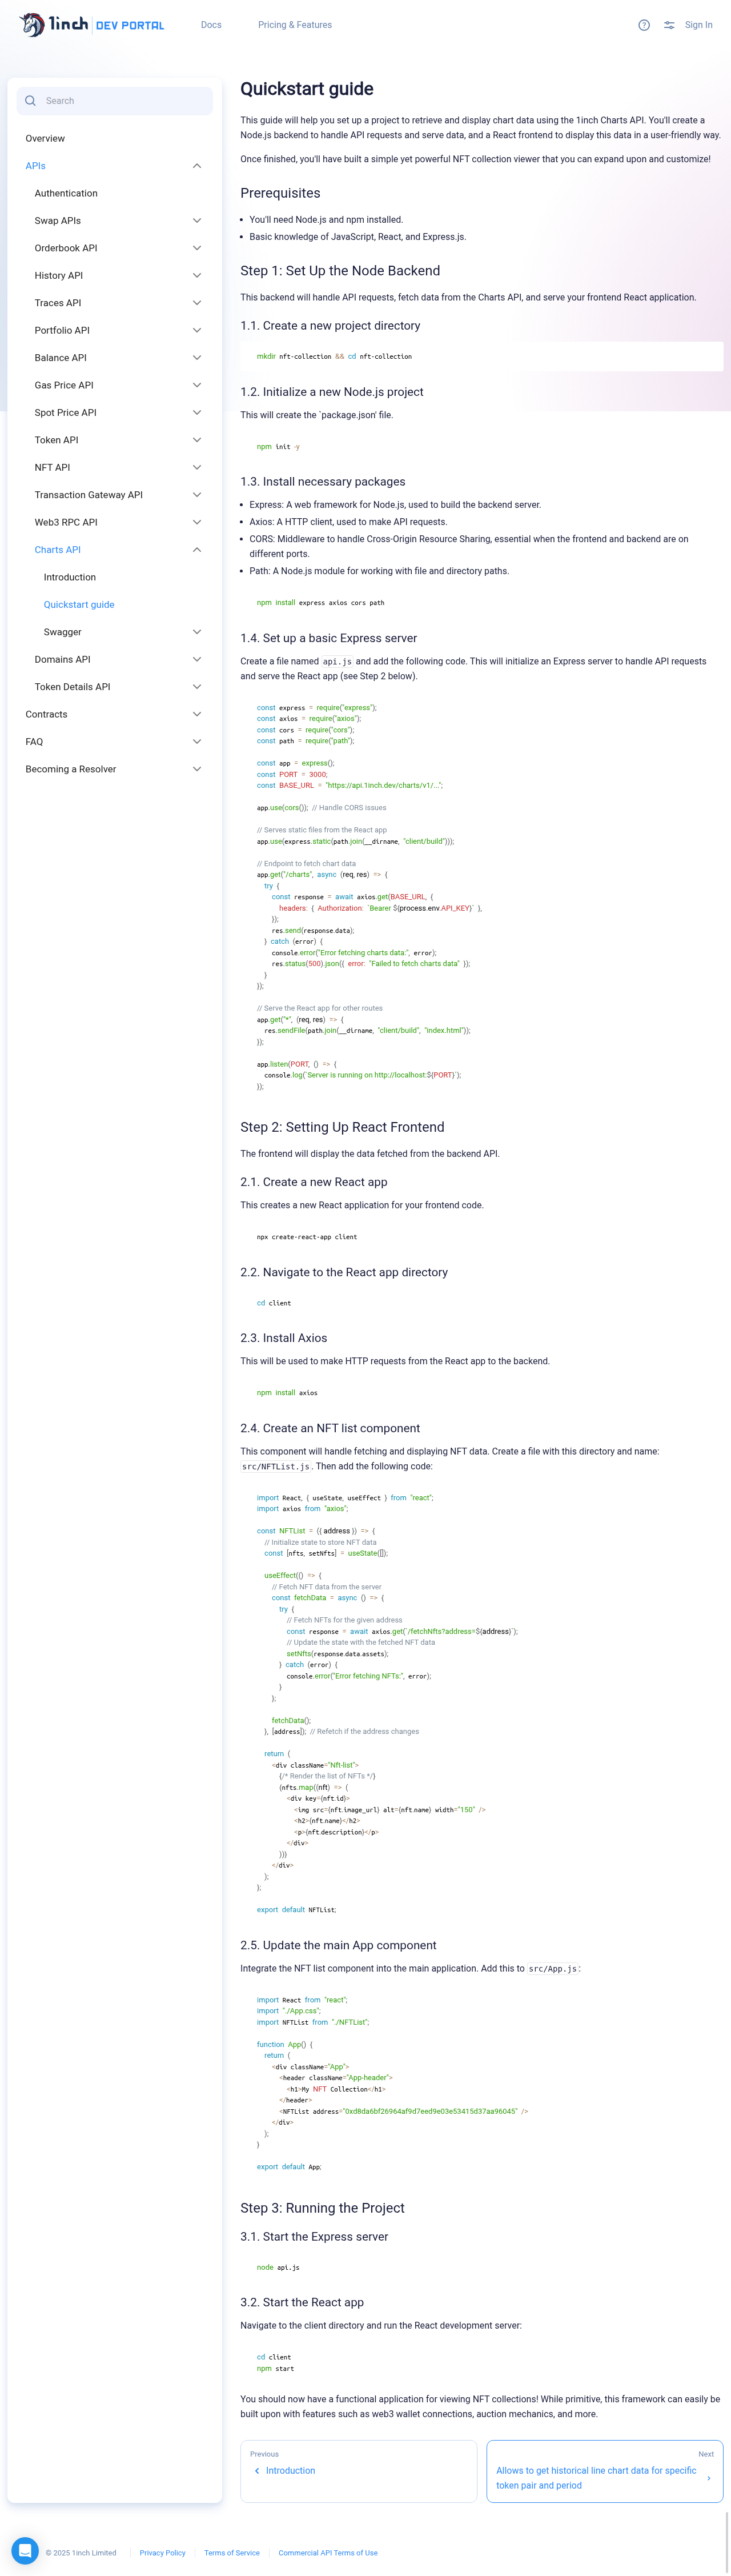 1inch DEV PORTAL
Docs
Pricing & Features
Sign In
Search
Overview
APIs
Authentication
Swap APIs
Orderbook API
History API
Traces API
Portfolio API
Balance API
Gas Price API
Spot Price API
Token API
NFT API
Transaction Gateway API
Web3 RPC API
Charts API
Introduction
Quickstart guide
Swagger
Domains API
Token Details API
Contracts
FAQ
Becoming a Resolver
Quickstart guide
This guide will help you set up a project to retrieve and display chart data using the 1inch Charts API. You'll create a
Node.js backend to handle API requests and serve data, and a React frontend to display this data in a user-friendly way.
Once finished, you'll have built a simple yet powerful NFT collection viewer that you can expand upon and customize!
Prerequisites
• You'll need Node.js and npm installed.
• Basic knowledge of JavaScript, React, and Express.js.
Step 1: Set Up the Node Backend
This backend will handle API requests, fetch data from the Charts API, and serve your frontend React application.
1.1. Create a new project directory
mkdir nft-collection && cd nft-collection
1.2. Initialize a new Node.js project
This will create the `package.json' file.
npm init -y
1.3. Install necessary packages
• Express: A web framework for Node.js, used to build the backend server.
• Axios: A HTTP client, used to make API requests.
• CORS: Middleware to handle Cross-Origin Resource Sharing, essential when the frontend and backend are on
different ports.
• Path: A Node.js module for working with file and directory paths.
npm install express axios cors path
1.4. Set up a basic Express server
Create a file named api.js and add the following code. This will initialize an Express server to handle API requests
and serve the React app (see Step 2 below).
const express = require("express");
const axios = require("axios");
const cors = require("cors");
const path = require("path");
const app = express();
const PORT = 3000;
const BASE_URL = "https://api.1inch.dev/charts/v1/...";
app.use(cors()); // Handle CORS issues
// Serves static files from the React app
app.use(express.static(path.join(__dirname, "client/build")));
// Endpoint to fetch chart data
app.get("/charts", async (req, res) => {
try {
const response = await axios.get(BASE_URL, {
headers: { Authorization: `Bearer ${process.env.API_KEY}` },
});
res.send(response.data);
} catch (error) {
console.error("Error fetching charts data:", error);
res.status(500).json({ error: "Failed to fetch charts data" });
}
});
// Serve the React app for other routes
app.get("*", (req, res) => {
res.sendFile(path.join(__dirname, "client/build", "index.html"));
});
app.listen(PORT, () => {
console.log(`Server is running on http://localhost:${PORT}`);
});
Step 2: Setting Up React Frontend
The frontend will display the data fetched from the backend API.
2.1. Create a new React app
This creates a new React application for your frontend code.
npx create-react-app client
2.2. Navigate to the React app directory
cd client
2.3. Install Axios
This will be used to make HTTP requests from the React app to the backend.
npm install axios
2.4. Create an NFT list component
This component will handle fetching and displaying NFT data. Create a file with this directory and name:
src/NFTList.js. Then add the following code:
import React, { useState, useEffect } from "react";
import axios from "axios";
const NFTList = ({ address }) => {
// Initialize state to store NFT data
const [nfts, setNfts] = useState([]);
useEffect(() => {
// Fetch NFT data from the server
const fetchData = async () => {
try {
// Fetch NFTs for the given address
const response = await axios.get(`/fetchNfts?address=${address}`);
// Update the state with the fetched NFT data
setNfts(response.data.assets);
} catch (error) {
console.error("Error fetching NFTs:", error);
}
};
fetchData();
}, [address]); // Refetch if the address changes
return (
<div className="Nft-list">
{/* Render the list of NFTs */}
{nfts.map((nft) => (
<div key={nft.id}>
<img src={nft.image_url} alt={nft.name} width="150" />
<h2>{nft.name}</h2>
<p>{nft.description}</p>
</div>
))}
</div>
);
};
export default NFTList;
2.5. Update the main App component
Integrate the NFT list component into the main application. Add this to src/App.js:
import React from "react";
import "./App.css";
import NFTList from "./NFTList";
function App() {
return (
<div className="App">
<header className="App-header">
<h1>My NFT Collection</h1>
</header>
<NFTList address="0xd8da6bf26964af9d7eed9e03e53415d37aa96045" />
</div>
);
}
export default App;
Step 3: Running the Project
3.1. Start the Express server
node api.js
3.2. Start the React app
Navigate to the client directory and run the React development server:
cd client
npm start
You should now have a functional application for viewing NFT collections! While primitive, this framework can easily be
built upon with features such as web3 wallet connections, auction mechanics, and more.
Previous
Introduction
Next
Allows to get historical line chart data for specific
token pair and period
© 2025 1inch Limited
Privacy Policy
Terms of Service
Commercial API Terms of Use